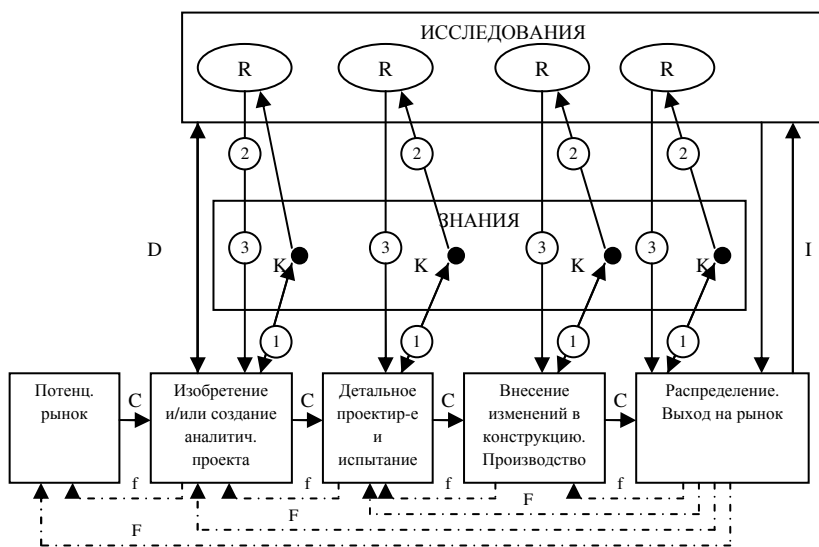 ИССЛЕДОВАНИЯ
R R R R
2 2 2 2
ЗНАНИЯ
D 3 3 3 3 I
K K K K
1 1 1 1
Потенц.
рынок
C
Изобретение
и/или создание
аналитич.
проекта
C
Детальное
проектир-е
и
испытание
C
Внесение
изменений в
конструкцию.
Производство
C
Распределение.
Выход на рынок
f f f f
F F F